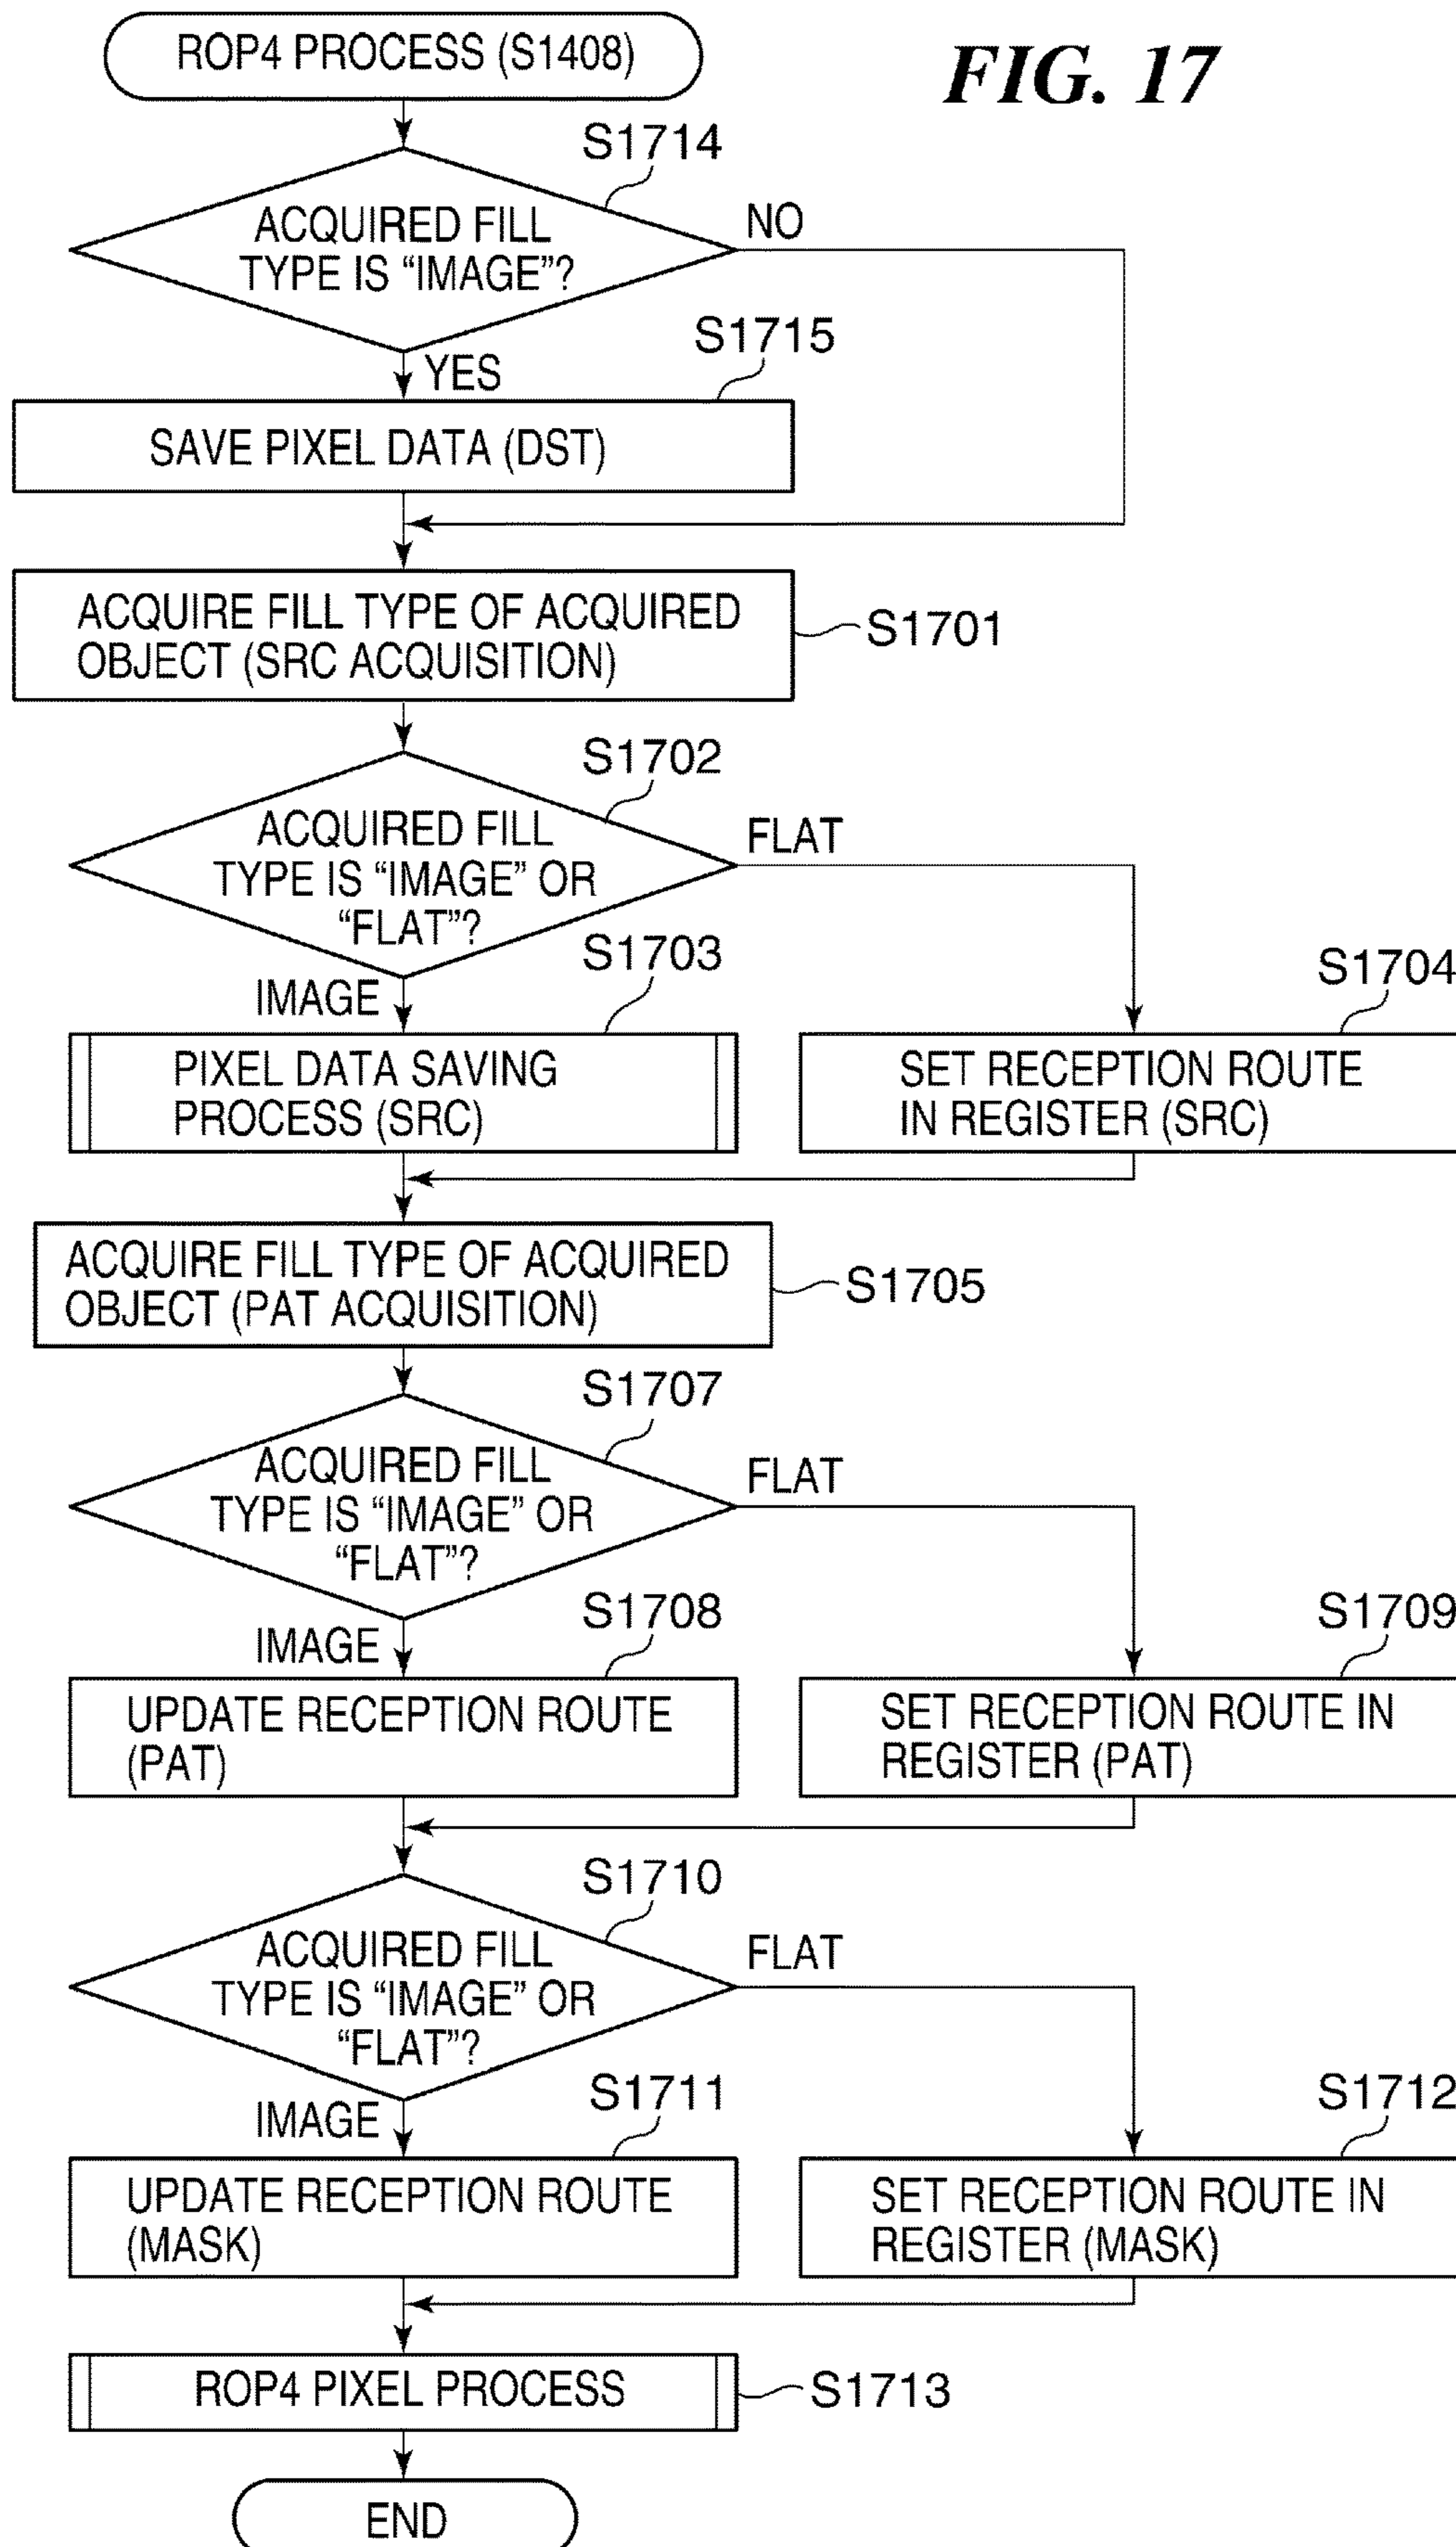 ROP4 PROCESS (S1408)
FIG. 17
S1714
ACQUIRED FILL
TYPE IS “IMAGE”?
NO
YES
S1715
SAVE PIXEL DATA (DST)
ACQUIRE FILL TYPE OF ACQUIRED
OBJECT (SRC ACQUISITION)
S1701
S1702
ACQUIRED FILL
TYPE IS “IMAGE” OR
“FLAT”?
FLAT
IMAGE
S1703
PIXEL DATA SAVING
PROCESS (SRC)
S1704
SET RECEPTION ROUTE
IN REGISTER (SRC)
ACQUIRE FILL TYPE OF ACQUIRED
OBJECT (PAT ACQUISITION)
S1705
S1707
ACQUIRED FILL
TYPE IS “IMAGE” OR
“FLAT”?
FLAT
IMAGE
S1708
UPDATE RECEPTION ROUTE
(PAT)
S1709
SET RECEPTION ROUTE IN
REGISTER (PAT)
S1710
ACQUIRED FILL
TYPE IS “IMAGE” OR
“FLAT”?
FLAT
IMAGE
S1711
UPDATE RECEPTION ROUTE
(MASK)
S1712
SET RECEPTION ROUTE IN
REGISTER (MASK)
ROP4 PIXEL PROCESS
S1713
END